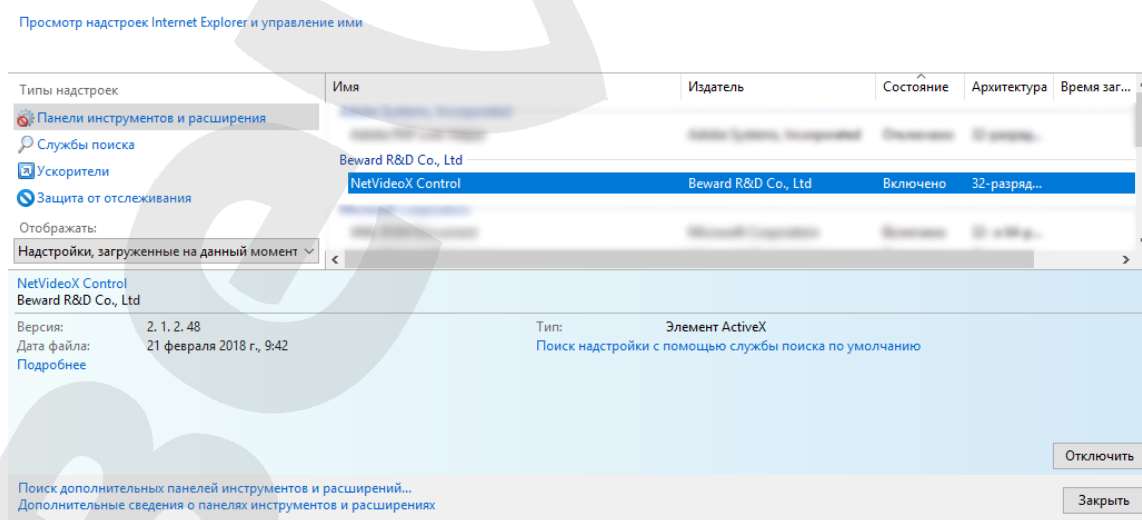 Просмотр надстроек Internet Explorer и управление ими
Типы надстроек
Панели инструментов и расширения
Службы поиска
Ускорители
Защита от отслеживания
Отображать:
Надстройки, загруженные на данный момент
Имя Издатель Состояние Архитектура Время заг...
Beward R&D Co., Ltd
NetVideoX Control Beward R&D Co., Ltd Включено 32-разряд...
NetVideoX Control
Beward R&D Co., Ltd
Версия: 2. 1. 2. 48
Дата файла: 21 февраля 2018 г., 9:42
Подробнее
Тип: Элемент ActiveX
Поиск надстройки с помощью службы поиска по умолчанию
Отключить
Поиск дополнительных панелей инструментов и расширений...
Дополнительные сведения о панелях инструментов и расширениях
Закрыть